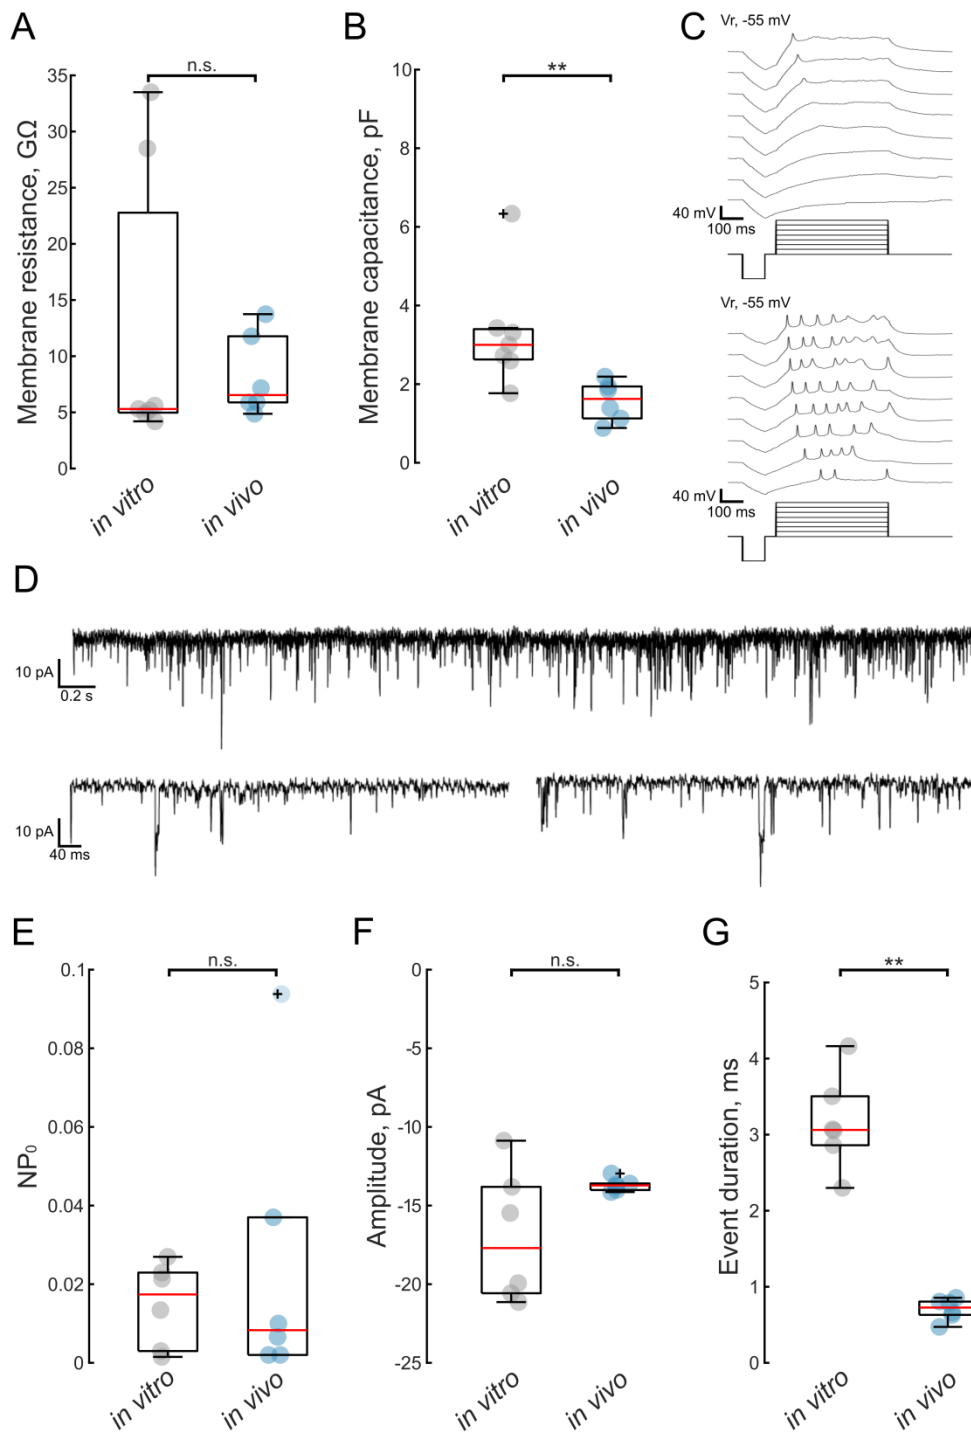 A
n.s.
Membrane resistance, GΩ
35
30
25
20
15
10
5
0
in vitro
in vivo
B
**
Membrane capacitance, pF
10
8
6
4
2
0
in vitro
in vivo
C
Vr, -55 mV
40 mV
100 ms
Vr, -55 mV
40 mV
100 ms
D
10 pA
0.2 s
10 pA
40 ms
E
n.s.
NP₀
0.1
0.08
0.06
0.04
0.02
0
in vitro
in vivo
F
n.s.
Amplitude, pA
0
-5
-10
-15
-20
-25
in vitro
in vivo
G
**
Event duration, ms
5
4
3
2
1
0
in vitro
in vivo